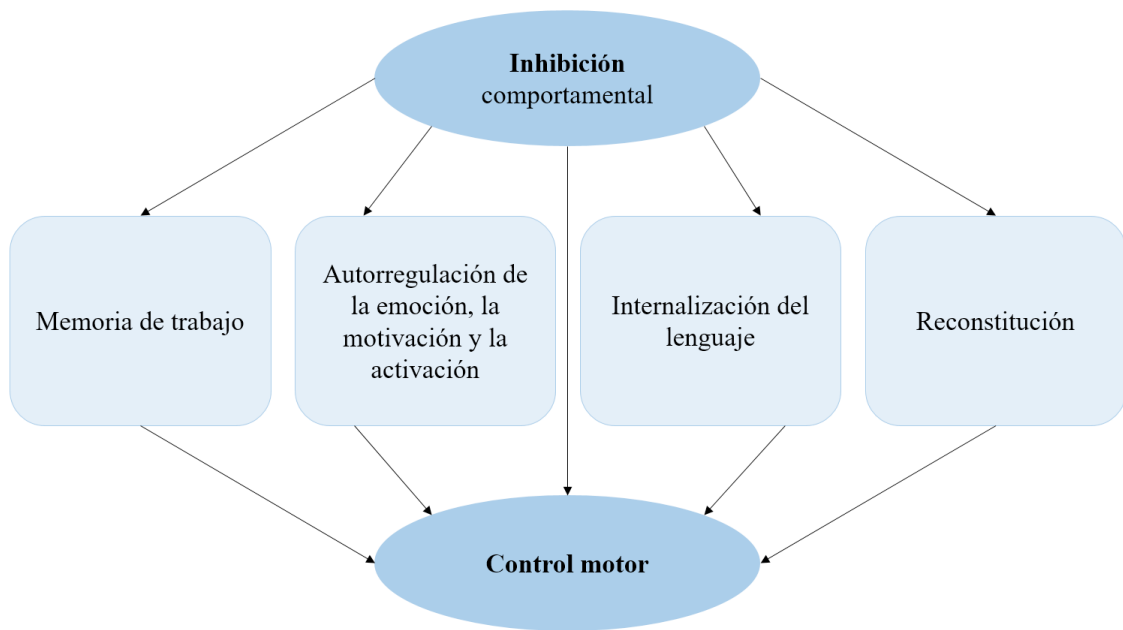 Inhibición
comportamental
Memoria de trabajo
Autorregulación de
la emoción, la
motivación y la
activación
Internalización del
lenguaje
Reconstitución
Control motor